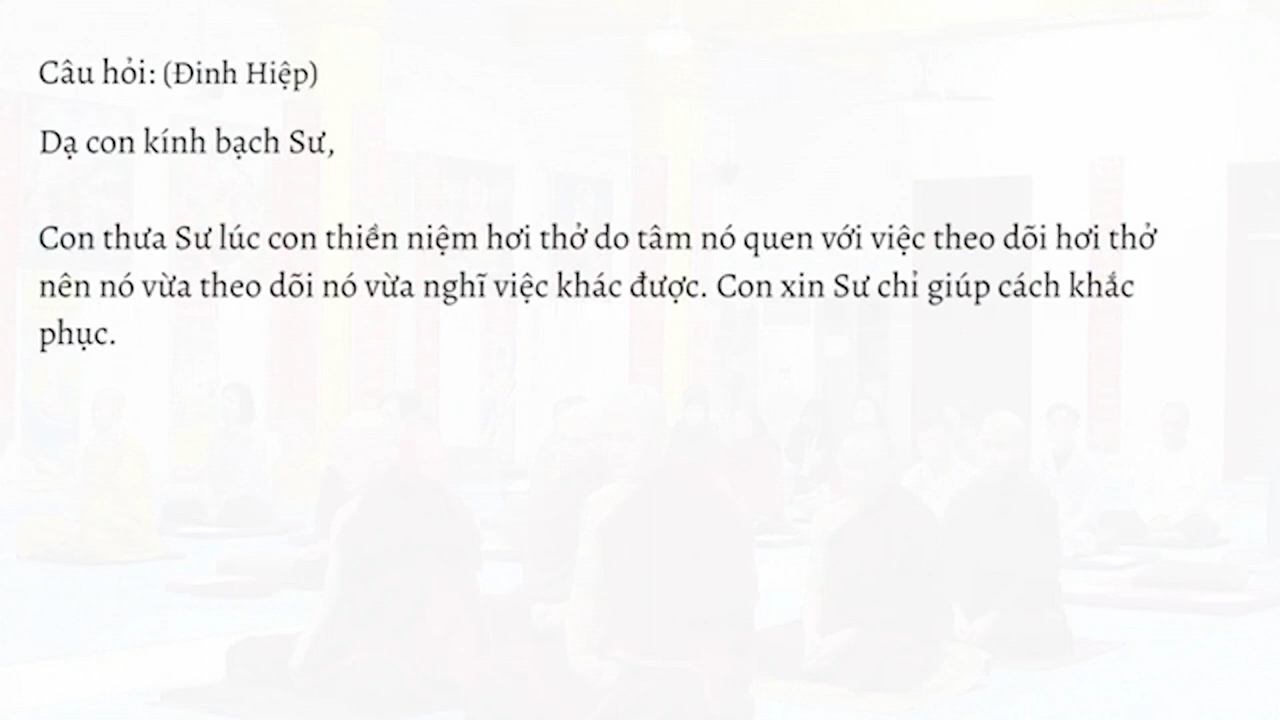 Câu hỏi: (Đinh Hiệp)
Dạ con kính bạch Sư,
Con thưa Sư lúc con thiền niệm hơi thở do tâm nó quen với việc theo dõi hơi thở
nên nó vừa theo dõi nó vừa nghĩ việc khác được. Con xin Sư chỉ giúp cách khắc
phục.